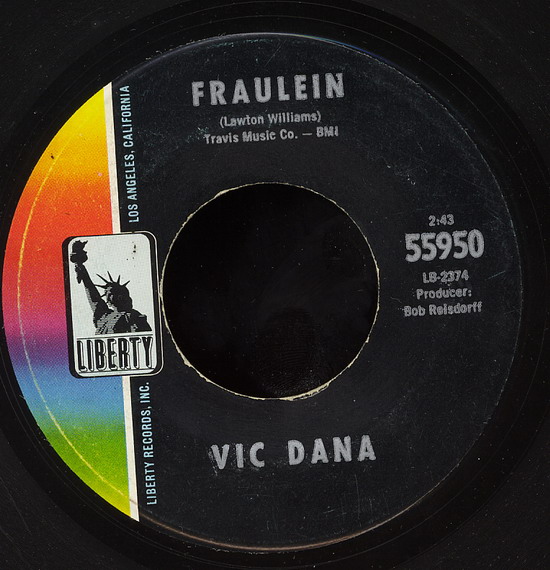 FRAULEIN
(Lawton Williams)
Travis Music Co. — BMI
LOS ANGELES, CALIFORNIA
2:43
55950
LB-2374
Producer:
Bob Reisdorff
LIBERTY
LIBERTY RECORDS, INC.
VIC DANA